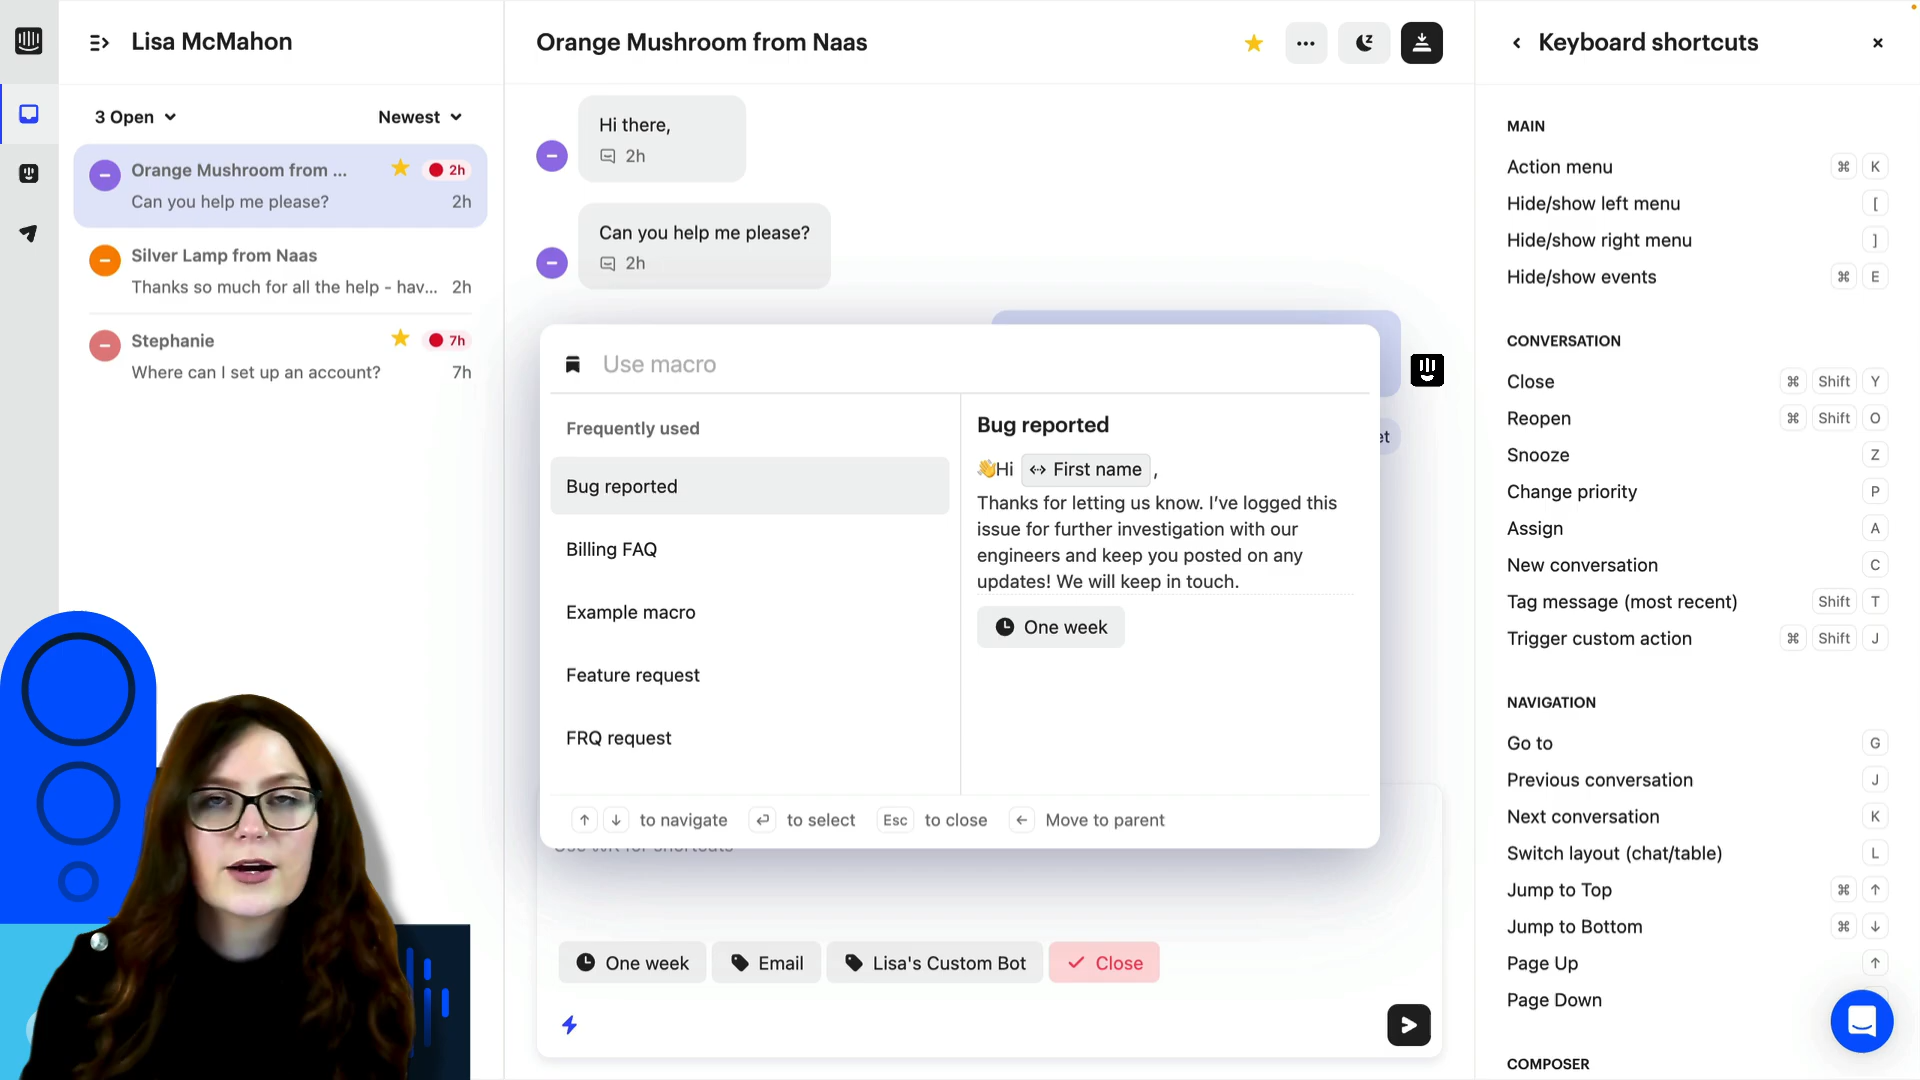 Lisa McMahon
3 Open
Newest
Orange Mushroom from ...
2h
Can you help me please?
2h
Silver Lamp from Naas
Thanks so much for all the help - hav...
2h
Stephanie
7h
Where can I set up an account?
7h
Orange Mushroom from Naas
Hi there,
2h
Can you help me please?
2h
Use macro
Frequently used
Bug reported
Billing FAQ
Example macro
Feature request
FRQ request
Bug reported
👋Hi First name ,
Thanks for letting us know. I've logged this
issue for further investigation with our
engineers and keep you posted on any
updates! We will keep in touch.
One week
↑ ↓ to navigate
to select
Esc to close
← Move to parent
One week
Email
Lisa's Custom Bot
Close
Keyboard shortcuts
MAIN
Action menu ⌘ K
Hide/show left menu [
Hide/show right menu ]
Hide/show events ⌘ E
CONVERSATION
Close ⌘ Shift Y
Reopen ⌘ Shift O
Snooze Z
Change priority P
Assign A
New conversation C
Tag message (most recent) Shift T
Trigger custom action ⌘ Shift J
NAVIGATION
Go to G
Previous conversation J
Next conversation K
Switch layout (chat/table) L
Jump to Top ⌘ ↑
Jump to Bottom ⌘ ↓
Page Up ↑
Page Down
COMPOSER